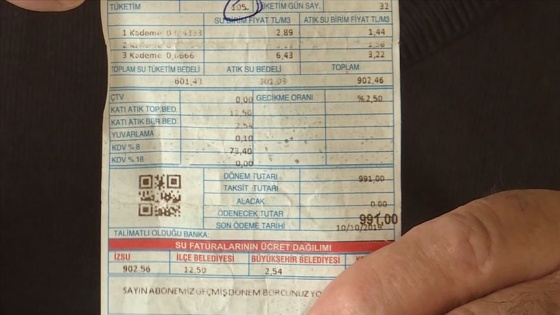 TÜKETİM 105 TÜKETİM GÜN SAY. 32
SU BİRİM FİYAT TL/M3 ATIK SU BİRİM FİYAT TL/M3
1 Kademe 2,89 1,44
3 Kademe 0,6666 6,43 3,22
TOPLAM SU TÜKETİM BEDELİ ATIK SU BEDELİ TOPLAM
902,46
ÇTV 0,00 GECİKME ORANI %2,50
KATI ATIK TOP.BED.
KATI ATIK BER.BED. 2,54
YUVARLAMA 0,10
KDV % 8 73,40
KDV % 18 0,00
DÖNEM TUTARI 991,00
TAKSİT TUTARI
ALACAK 0.00
ÖDENECEK TUTAR 991,00
SON ÖDEME TARİHİ 10/10/2019
TALİMATLI OLDUĞU BANKA:
SU FATURALARININ ÜCRET DAĞILIMI
İZSU İLÇE BELEDİYESİ BÜYÜKŞEHİR BELEDİYESİ
902.56 12.50 2.54
SAYIN ABONEMİZ GEÇMİŞ DÖNEM BORCUNUZ